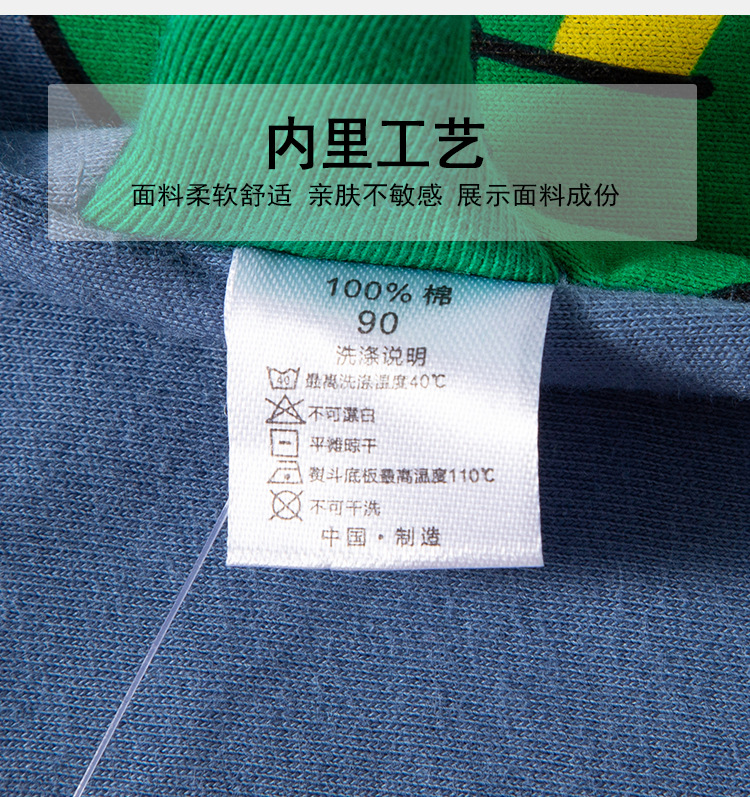 内里工艺
面料柔软舒适 亲肤不敏感 展示面料成份
100% 棉
90
洗涤说明
40 最高洗涤温度40℃
不可漂白
平摊晾干
熨斗底板最高温度110℃
不可干洗
中国·制造